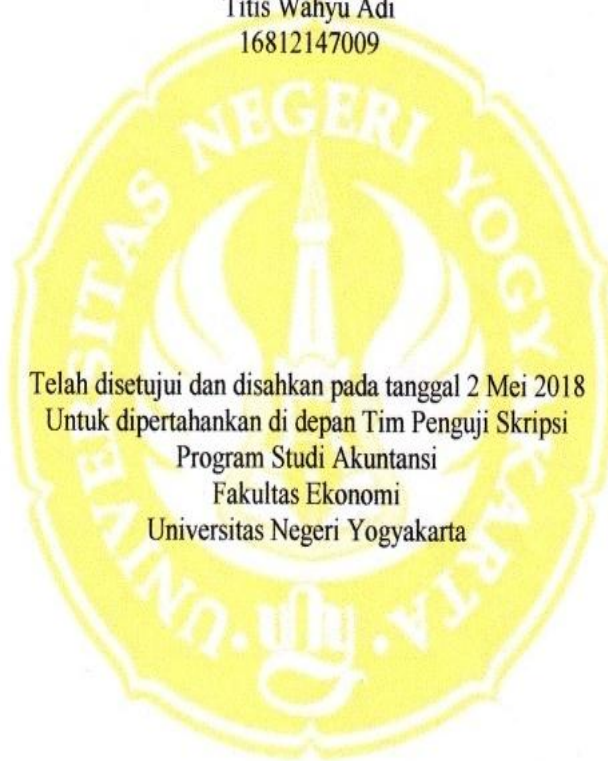 Titis Wahyu Adi
16812147009
UNIVERSITAS NEGERI YOGYAKARTA
Telah disetujui dan disahkan pada tanggal 2 Mei 2018
Untuk dipertahankan di depan Tim Penguji Skripsi
Program Studi Akuntansi
Fakultas Ekonomi
Universitas Negeri Yogyakarta